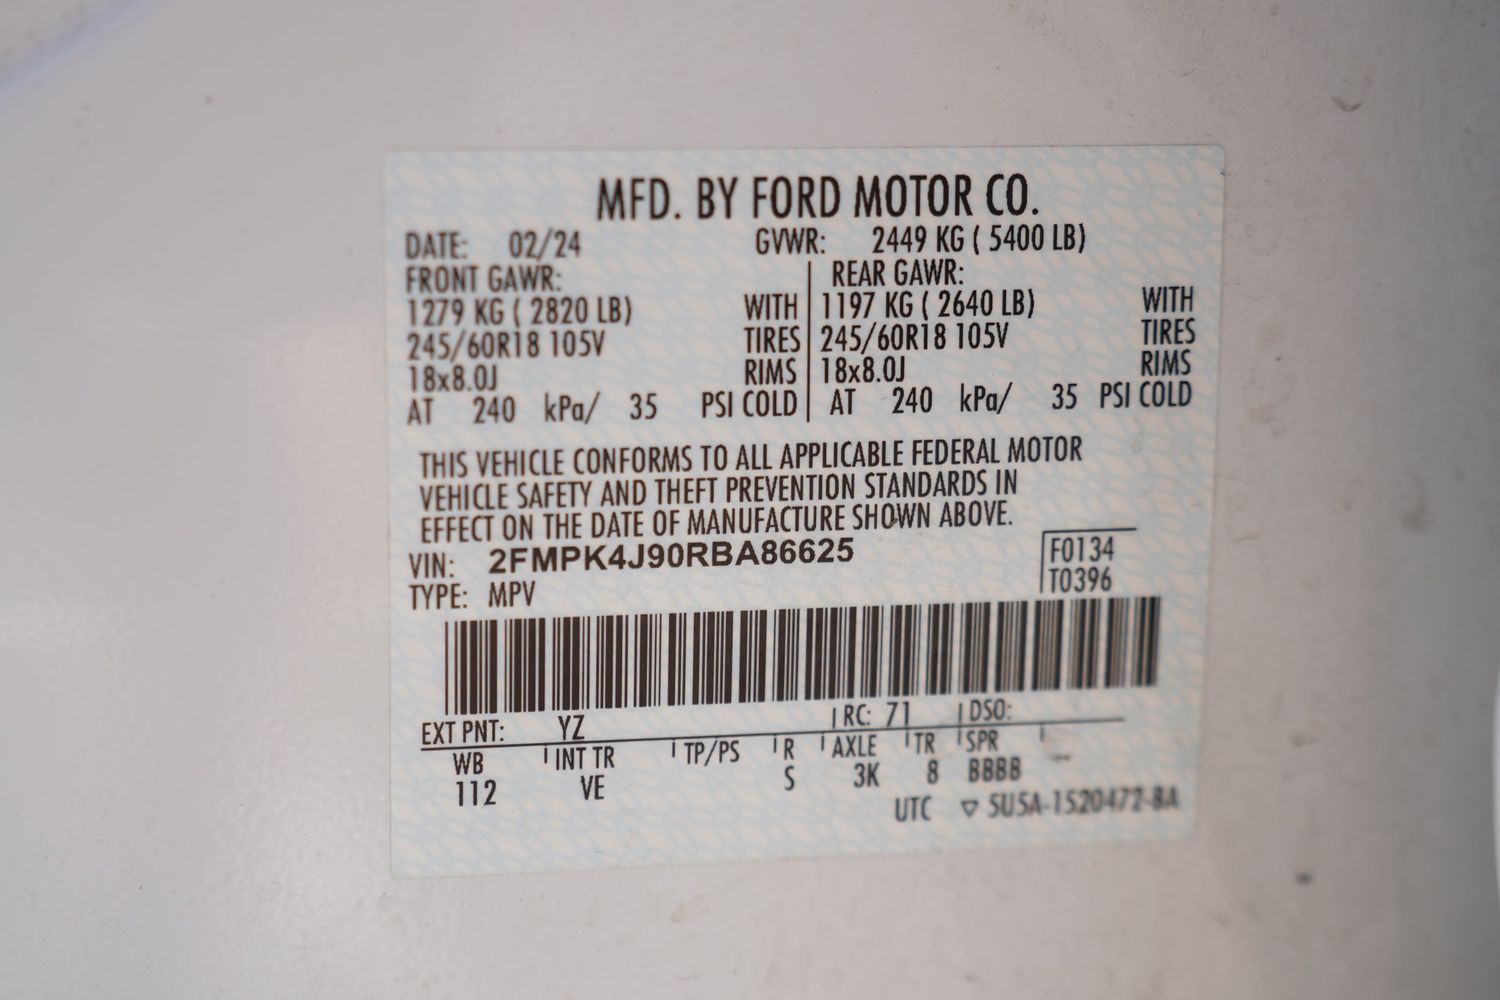 MFD. BY FORD MOTOR CO.
DATE: 02/24 GVWR: 2449 KG ( 5400 LB)
FRONT GAWR: REAR GAWR:
1279 KG ( 2820 LB) WITH 1197 KG ( 2640 LB) WITH
245/60R18 105V TIRES 245/60R18 105V TIRES
18x8.0J RIMS 18x8.0J RIMS
AT 240 kPa/ 35 PSI COLD AT 240 kPa/ 35 PSI COLD
THIS VEHICLE CONFORMS TO ALL APPLICABLE FEDERAL MOTOR
VEHICLE SAFETY AND THEFT PREVENTION STANDARDS IN
EFFECT ON THE DATE OF MANUFACTURE SHOWN ABOVE.
VIN: 2FMPK4J90RBA86625 F0134
TYPE: MPV T0396
EXT PNT: YZ RC: 71 DSO:
WB INT TR TP/PS R AXLE TR SPR
112 VE S 3K 8 BBBB
UTC ▽ 5U5A-1520472-BA